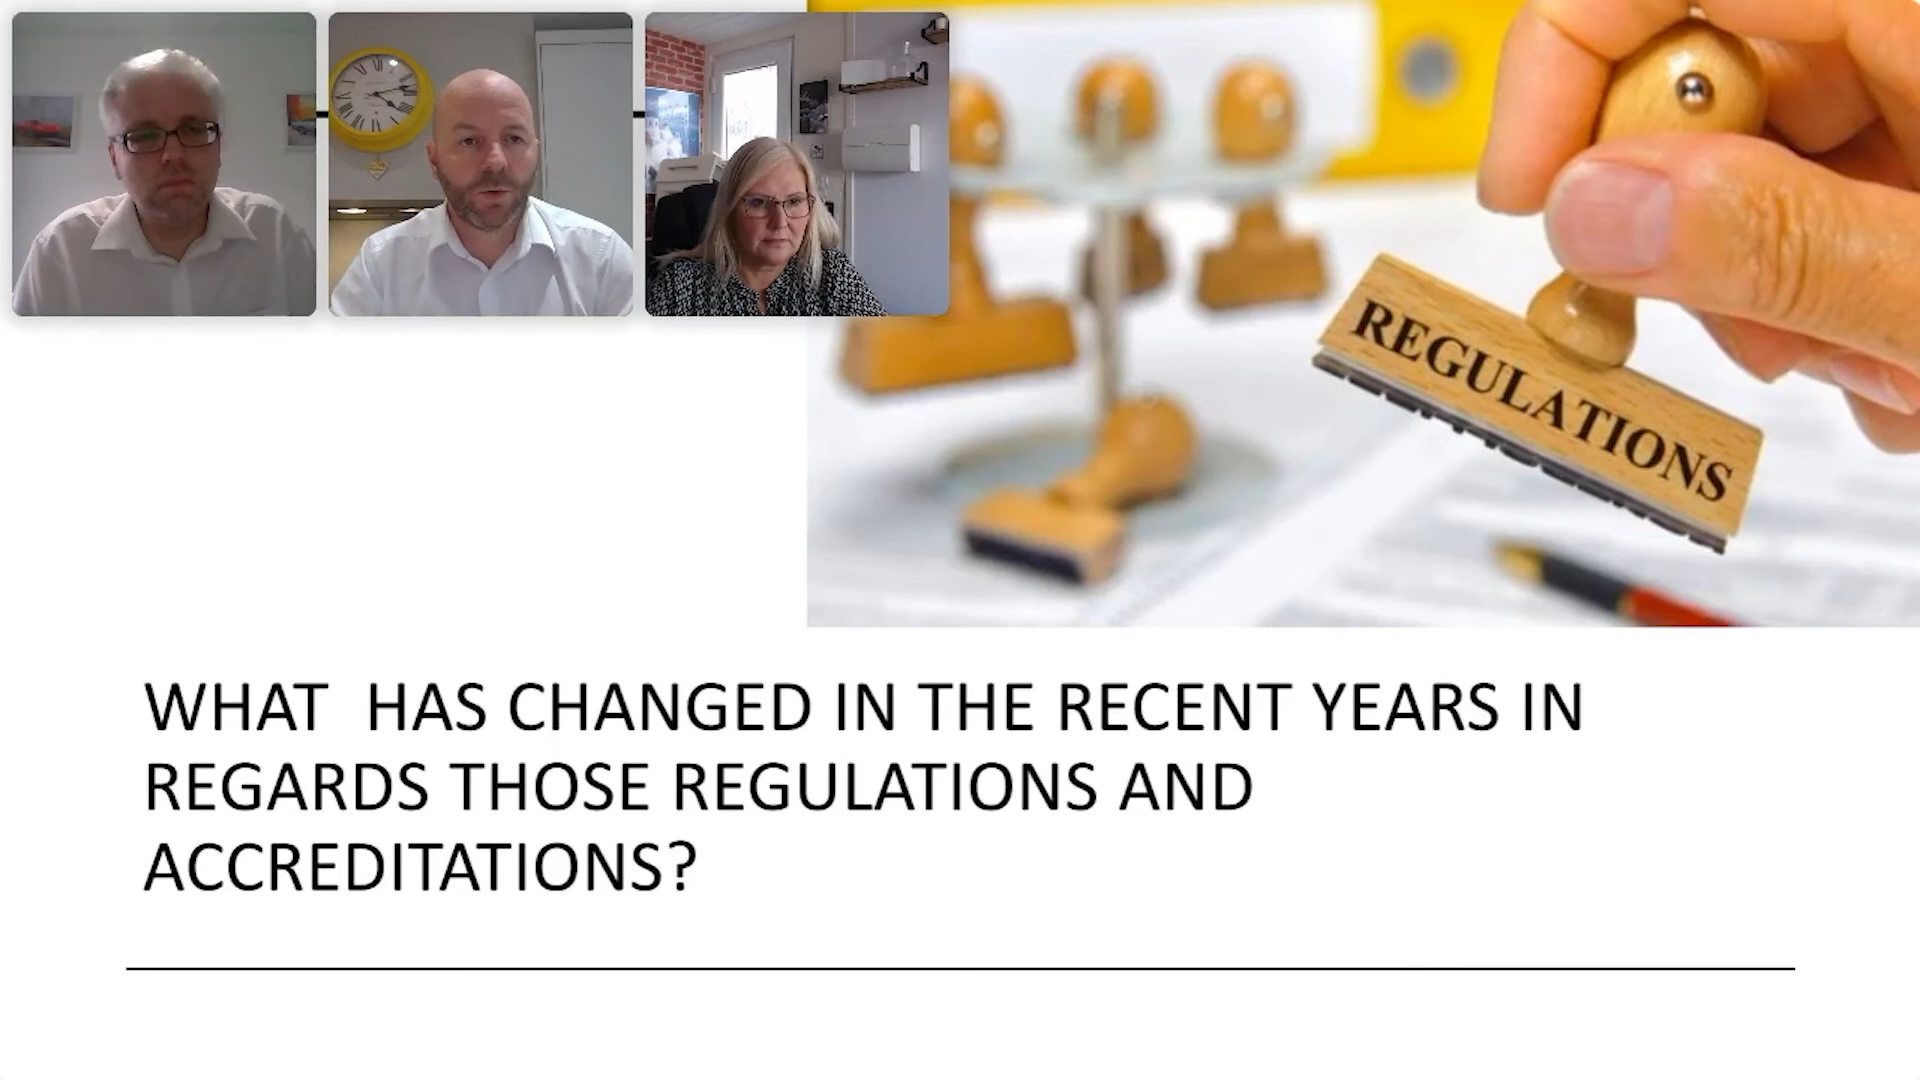 REGULATIONS
WHAT  HAS CHANGED IN THE RECENT YEARS IN
REGARDS THOSE REGULATIONS AND
ACCREDITATIONS?